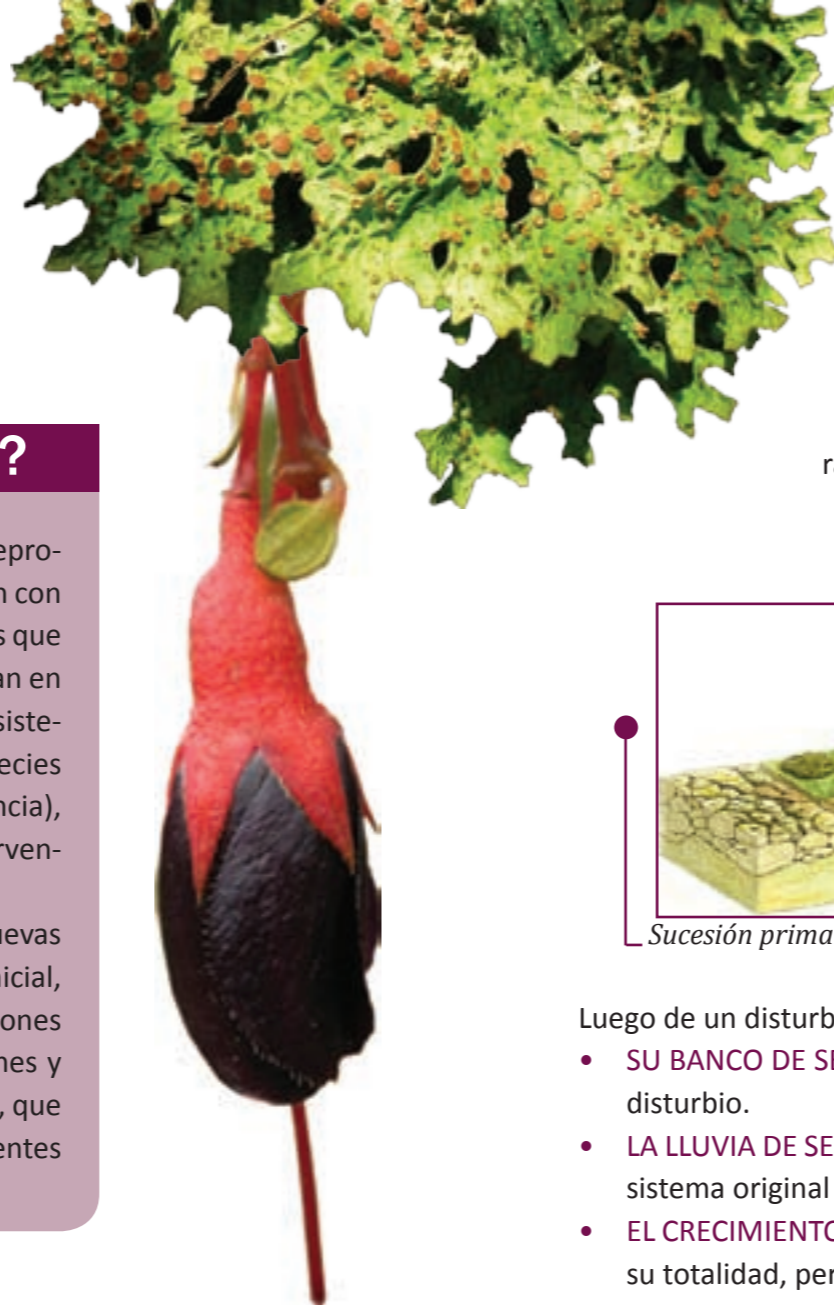 ?
epro-
n con
s que
an en
siste-
ecies
ncia),
rven-
uevas
nicial,
ones
nes y
, que
entes
ra
Sucesión prima
Luego de un disturb
• SU BANCO DE SE
disturbio.
• LA LLUVIA DE SE
sistema original
• EL CRECIMIENTO
su totalidad, per